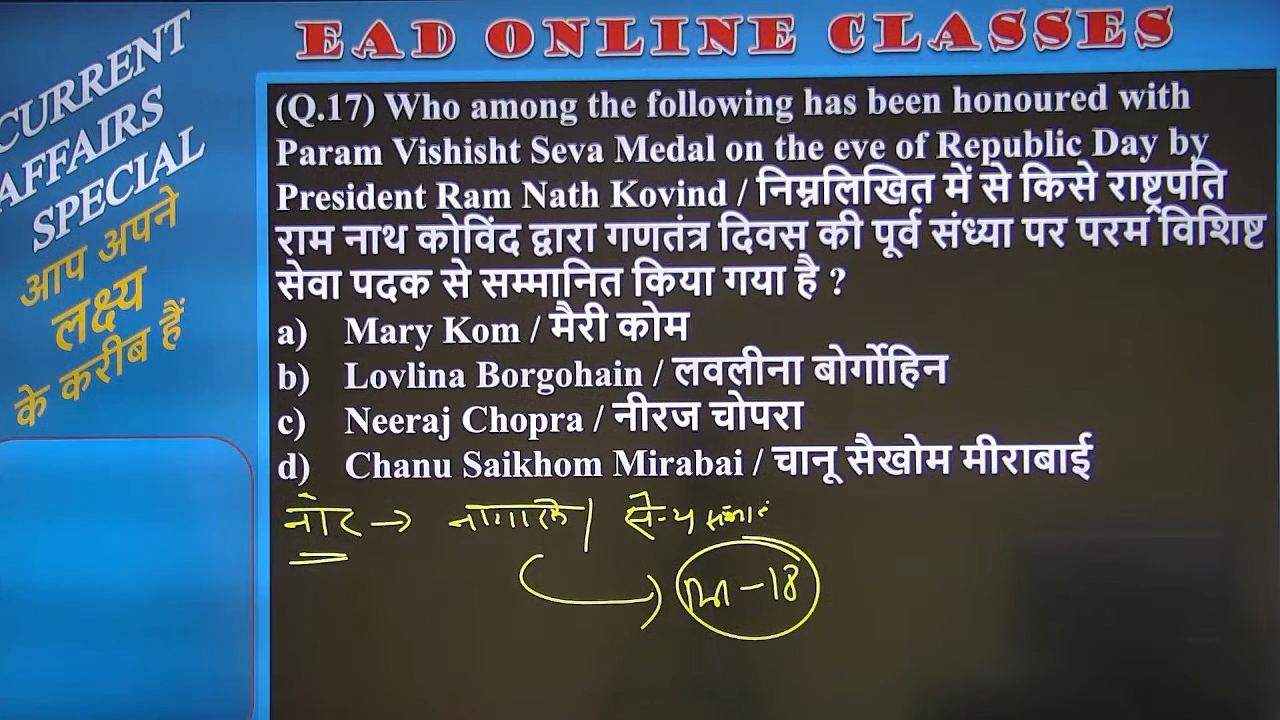 EAD ONLINE CLASSES
CURRENT
AFFAIRS
SPECIAL
आप अपने
लक्ष्य
के करीब हैं
(Q.17) Who among the following has been honoured with
Param Vishisht Seva Medal on the eve of Republic Day by
President Ram Nath Kovind / निम्नलिखित में से किसे राष्ट्रपति
राम नाथ कोविंद द्वारा गणतंत्र दिवस की पूर्व संध्या पर परम विशिष्ट
सेवा पदक से सम्मानित किया गया है ?
a) Mary Kom / मैरी कोम
b) Lovlina Borgohain / लवलीना बोर्गोहिन
c) Neeraj Chopra / नीरज चोपरा
d) Chanu Saikhom Mirabai / चानू सैखोम मीराबाई
नोट →
18